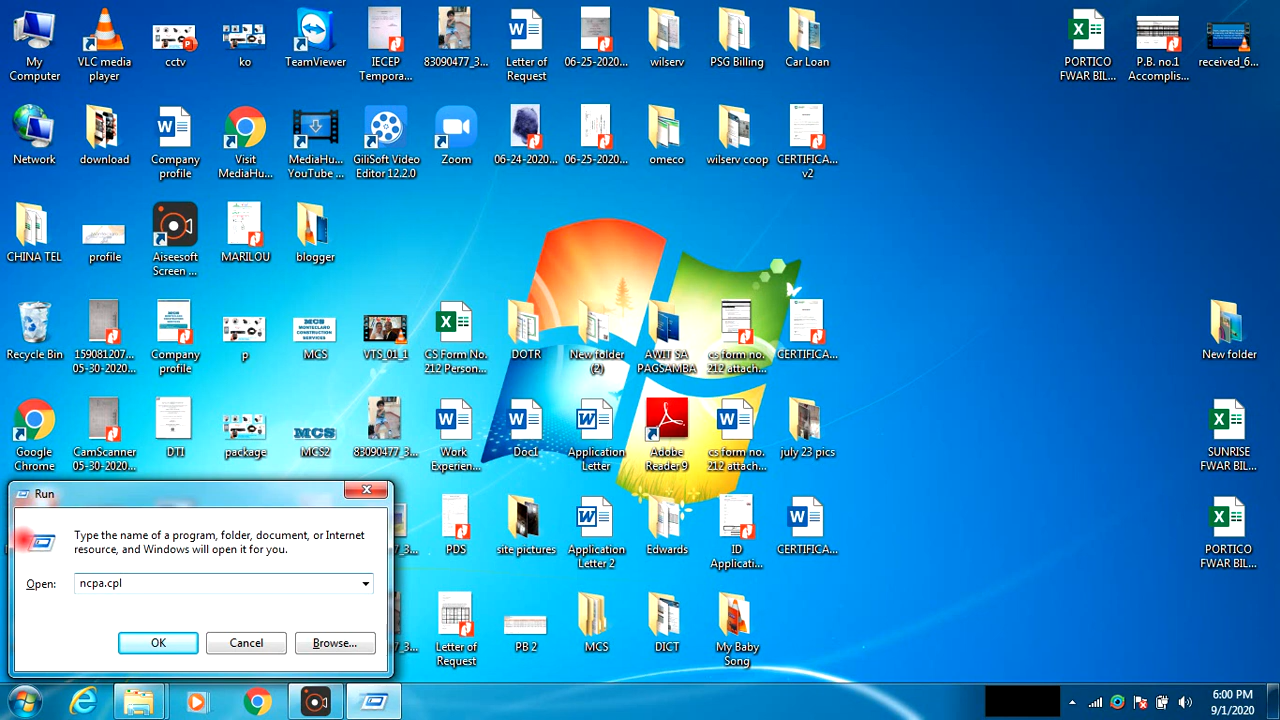 My
Computer
VLC media
player
cctv
ko
TeamViewer
IECEP
Tempora...
83090477_3...
Letter of
Request
06-25-2020...
wilserv
PSG Billing
Car Loan
PORTICO
FWAR BIL...
P.B. no.1
Accomplis...
received_6...
Network
download
Company
profile
Visit
MediaHu...
MediaHu...
YouTube ...
GiliSoft Video
Editor 12.2.0
Zoom
06-24-2020...
06-25-2020...
omeco
wilserv coop
CERTIFICA...
v2
CHINA TEL
profile
Aiseesoft
Screen ...
MARILOU
blogger
Recycle Bin
159081207...
05-30-2020...
Company
profile
p
MCS
VTS_01_1
CS Form No.
212 Person...
DOTR
New folder
(2)
AWIT SA
PAGSAMBA
cs form no.
212 attach...
CERTIFICA...
New folder
Google
Chrome
CamScanner
05-30-2020...
DTI
package
MCS
MCS2
83090477_3...
Work
Experien...
Doc1
Application
Letter
Adobe
Reader 9
cs form no.
212 attach...
july 23 pics
SUNRISE
FWAR BIL...
PDS
site pictures
Application
Letter 2
Edwards
ID
Applicati...
CERTIFICA...
PORTICO
FWAR BIL...
Letter of
Request
PB 2
MCS
DICT
My Baby
Song
Run
Type the name of a program, folder, document, or Internet
resource, and Windows will open it for you.
Open:
ncpa.cpl
OK
Cancel
Browse...
6:00 PM
9/1/2020